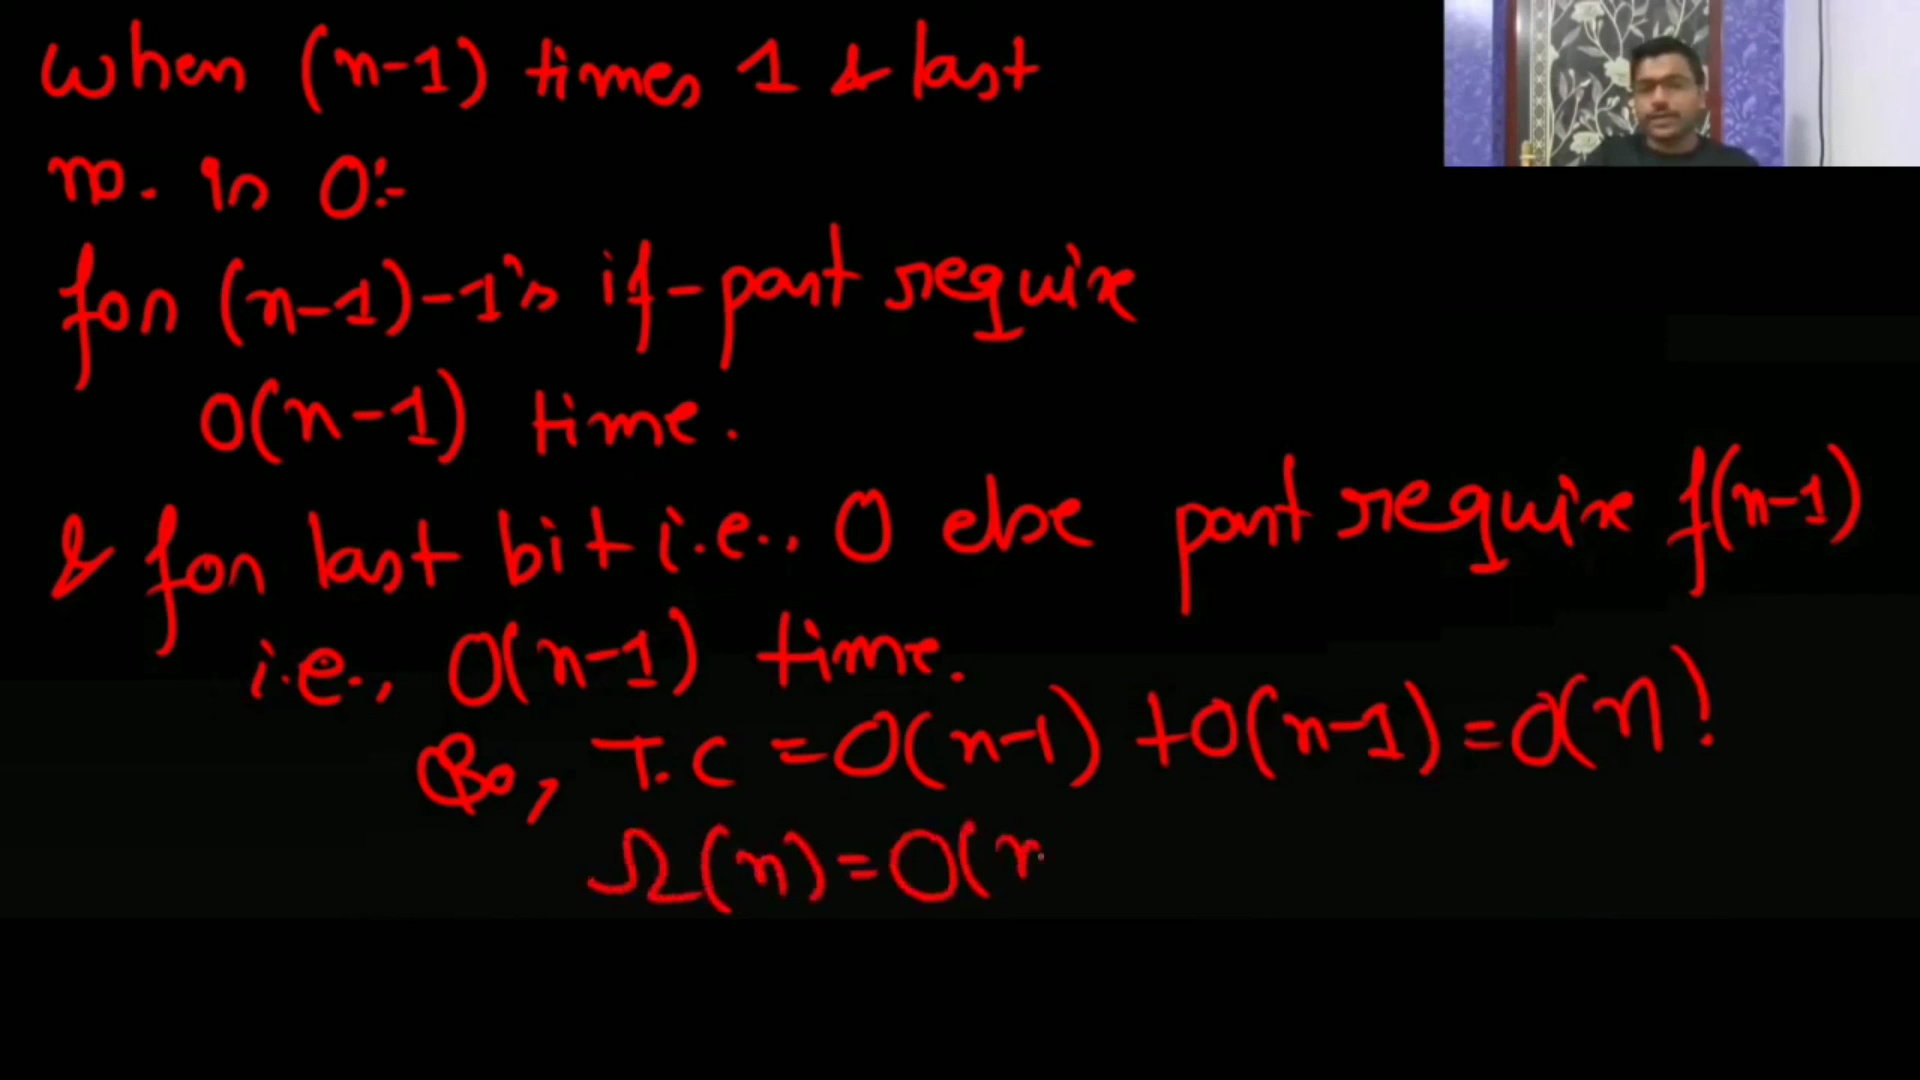 When (n-1) times 1 & last
no. is 0:-
for (n-1)-1's if-part require
O(n-1) time.
& for last bit i.e., 0 else part require f(n-1)
i.e., O(n-1) time.
So, T.C = O(n-1) + O(n-1) = O(n)
Ω(n) = O(n